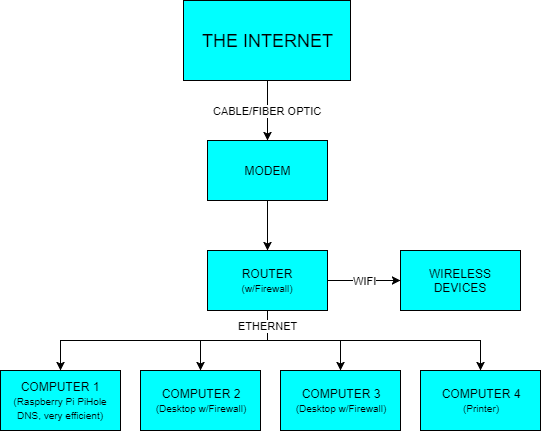 THE INTERNET
CABLE/FIBER OPTIC
MODEM
ROUTER
(w/Firewall)
WIFI
WIRELESS
DEVICES
ETHERNET
COMPUTER 1
(Raspberry Pi PiHole
DNS, very efficient)
COMPUTER 2
(Desktop w/Firewall)
COMPUTER 3
(Desktop w/Firewall)
COMPUTER 4
(Printer)